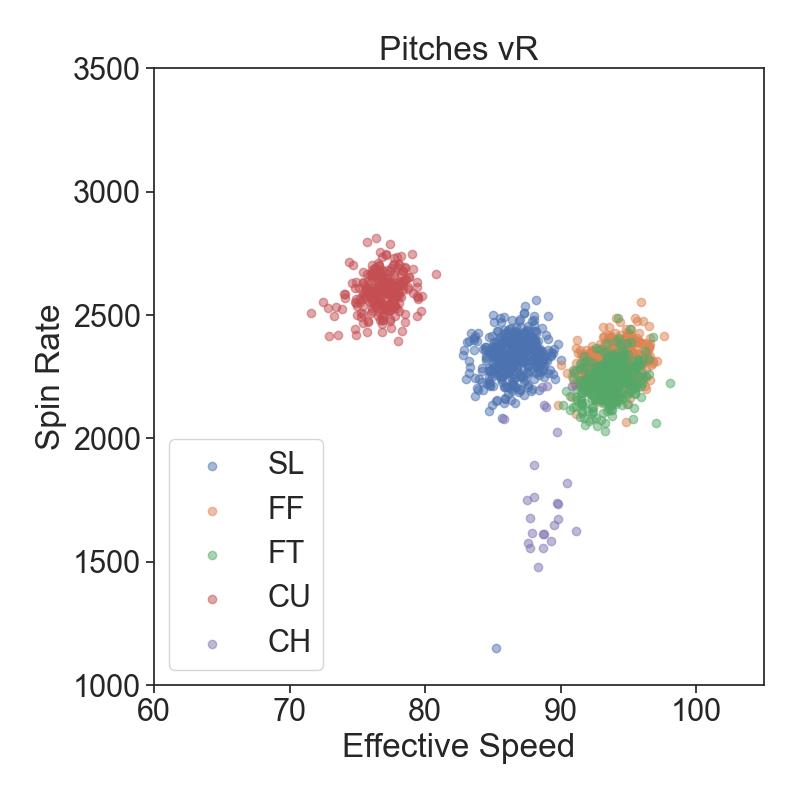 Pitches vR
3500
3000
2500
2000
1500
1000
Spin Rate
SL
FF
FT
CU
CH
60 70 80 90 100
Effective Speed